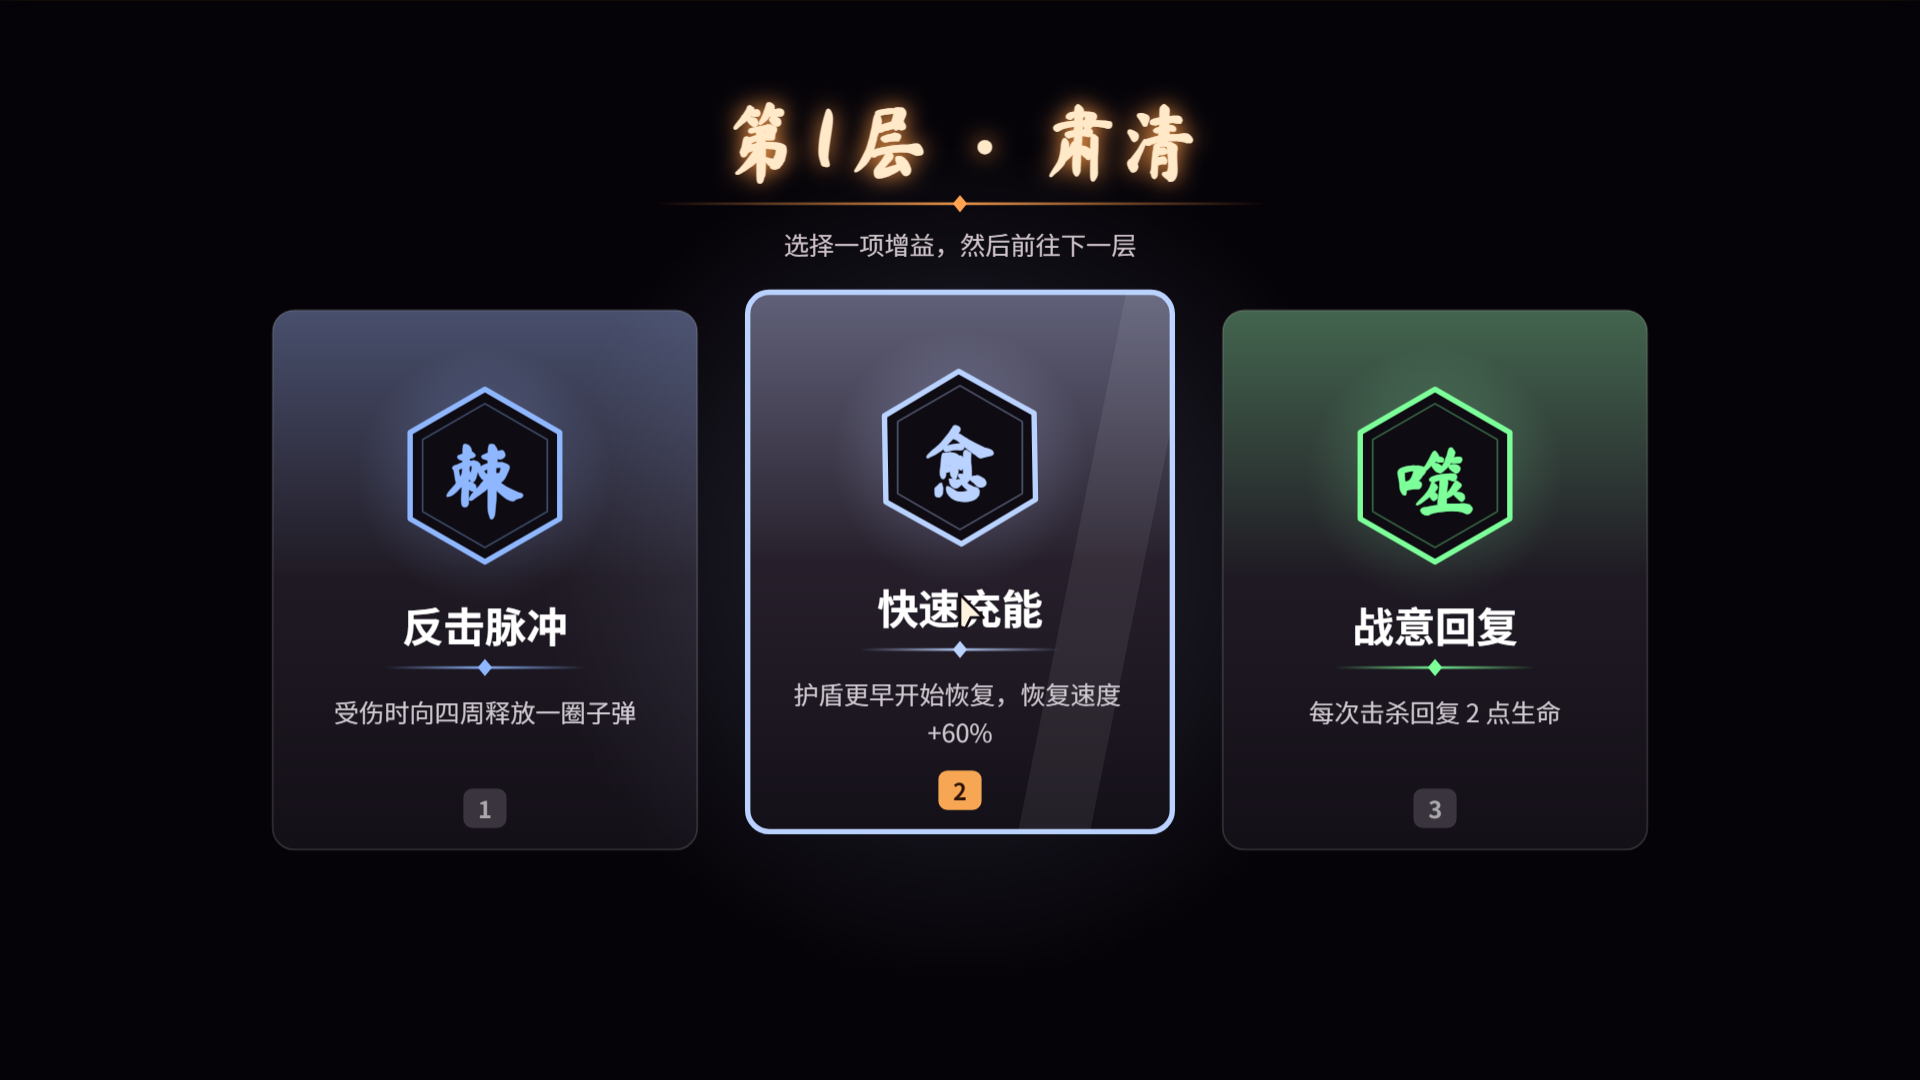 第1层 · 肃清
选择一项增益，然后前往下一层
棘
反击脉冲
受伤时向四周释放一圈子弹
1
愈
快速充能
护盾更早开始恢复，恢复速度
+60%
2
噬
战意回复
每次击杀回复 2 点生命
3